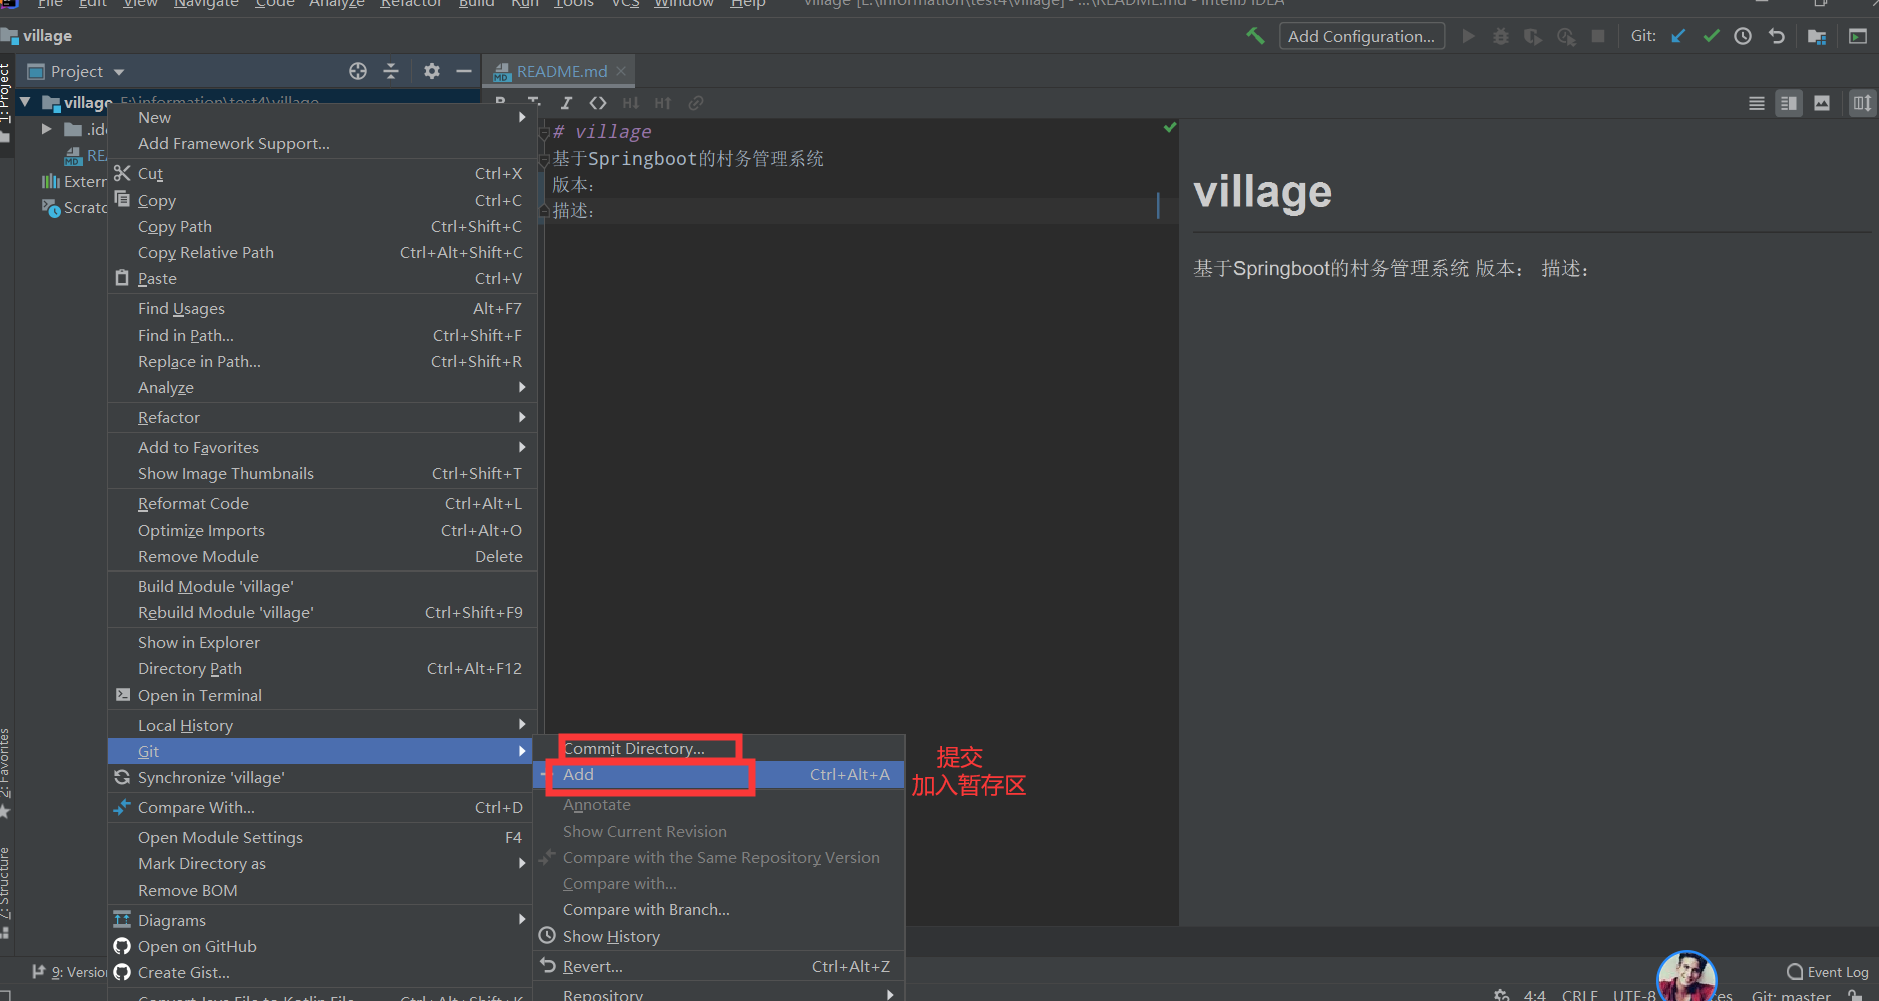 File Edit View Navigate Code Analyze Refactor Build Run Tools VCS Window Help village [E:\information\test4\village] - ...\README.md - IntelliJ IDEA
village
Add Configuration...
Git:
1: Project
Project
README.md
village E:\information\test4\village
New
Add Framework Support...
Cut Ctrl+X
Copy Ctrl+C
Copy Path Ctrl+Shift+C
Copy Relative Path Ctrl+Alt+Shift+C
Paste Ctrl+V
Find Usages Alt+F7
Find in Path... Ctrl+Shift+F
Replace in Path... Ctrl+Shift+R
Analyze
Refactor
Add to Favorites
Show Image Thumbnails Ctrl+Shift+T
Reformat Code Ctrl+Alt+L
Optimize Imports Ctrl+Alt+O
Remove Module Delete
Build Module 'village'
Rebuild Module 'village' Ctrl+Shift+F9
Show in Explorer
Directory Path Ctrl+Alt+F12
Open in Terminal
Local History
Git
Synchronize 'village'
Compare With... Ctrl+D
Open Module Settings F4
Mark Directory as
Remove BOM
Diagrams
Open on GitHub
Create Gist...
Convert Java File to Kotlin File Ctrl+Alt+Shift+K
.id
RE
Extern
Scratc
# village
基于Springboot的村务管理系统
版本：
描述：
village
基于Springboot的村务管理系统 版本： 描述：
Commit Directory...
Add Ctrl+Alt+A
Annotate
Show Current Revision
Compare with the Same Repository Version
Compare with...
Compare with Branch...
Show History
Revert... Ctrl+Alt+Z
Repository
提交
加入暂存区
2: Favorites
7: Structure
9: Versio
Event Log
4:4 CRLF UTF-8 ces Git: master